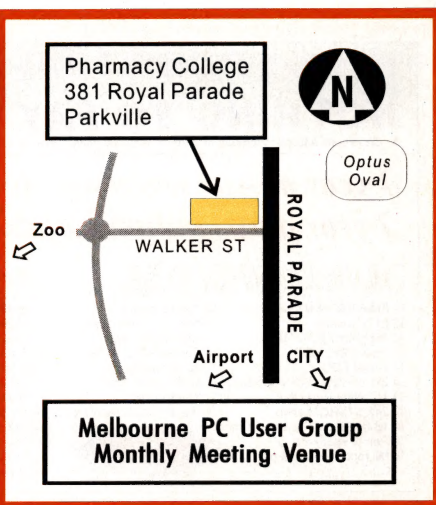 Pharmacy College
381 Royal Parade
Parkville
N
Optus
Oval
Zoo
WALKER ST
ROYAL PARADE
Airport
CITY
Melbourne PC User Group
Monthly Meeting Venue